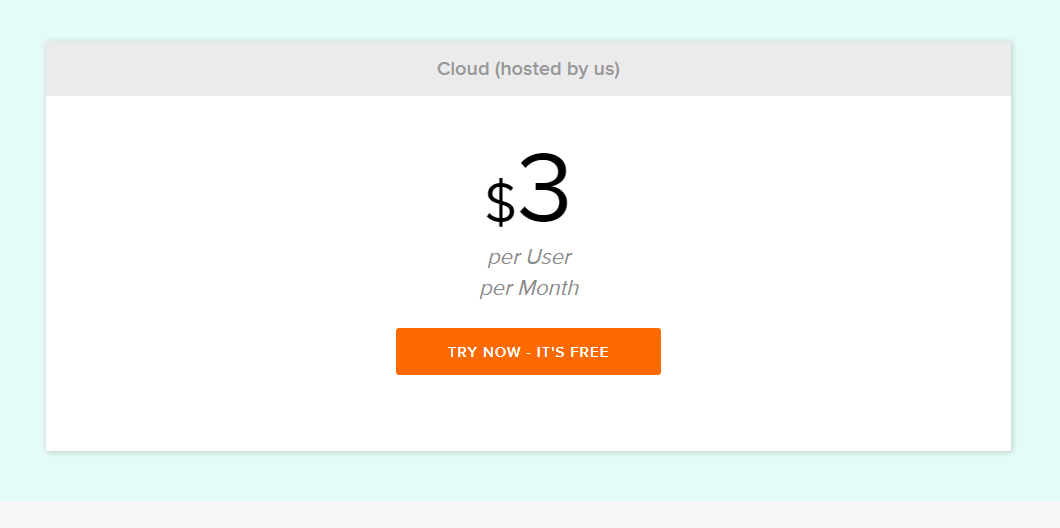 Cloud (hosted by us)
$3
per User
per Month
TRY NOW - IT'S FREE